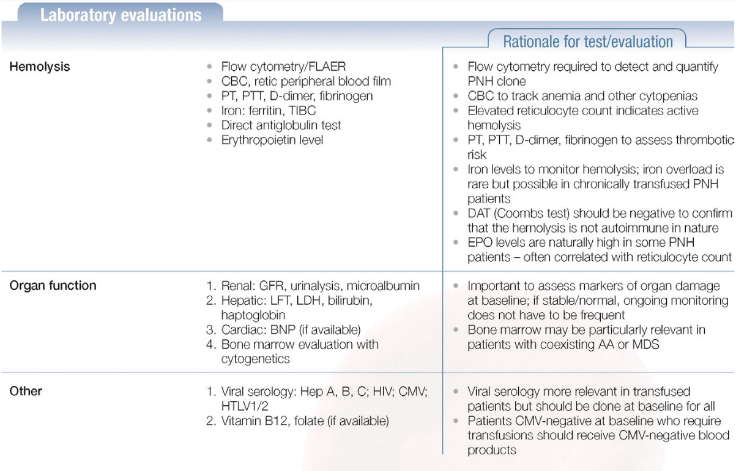 Laboratory evaluations
Rationale for test/evaluation
Hemolysis
• Flow cytometry/FLAER
• CBC, retic peripheral blood film
• PT, PTT, D-dimer, fibrinogen
• Iron: ferritin, TIBC
• Direct antiglobulin test
• Erythropoietin level
• Flow cytometry required to detect and quantify
PNH clone
• CBC to track anemia and other cytopenias
• Elevated reticulocyte count indicates active
hemolysis
• PT, PTT, D-dimer, fibrinogen to assess thrombotic
risk
• Iron levels to monitor hemolysis; iron overload is
rare but possible in chronically transfused PNH
patients
• DAT (Coombs test) should be negative to confirm
that the hemolysis is not autoimmune in nature
• EPO levels are naturally high in some PNH
patients – often correlated with reticulocyte count
Organ function
1. Renal: GFR, urinalysis, microalbumin
2. Hepatic: LFT, LDH, bilirubin,
haptoglobin
3. Cardiac: BNP (if available)
4. Bone marrow evaluation with
cytogenetics
• Important to assess markers of organ damage
at baseline; if stable/normal, ongoing monitoring
does not have to be frequent
• Bone marrow may be particularly relevant in
patients with coexisting AA or MDS
Other
1. Viral serology: Hep A, B, C; HIV; CMV;
HTLV1/2
2. Vitamin B12, folate (if available)
• Viral serology more relevant in transfused
patients but should be done at baseline for all
• Patients CMV-negative at baseline who require
transfusions should receive CMV-negative blood
products